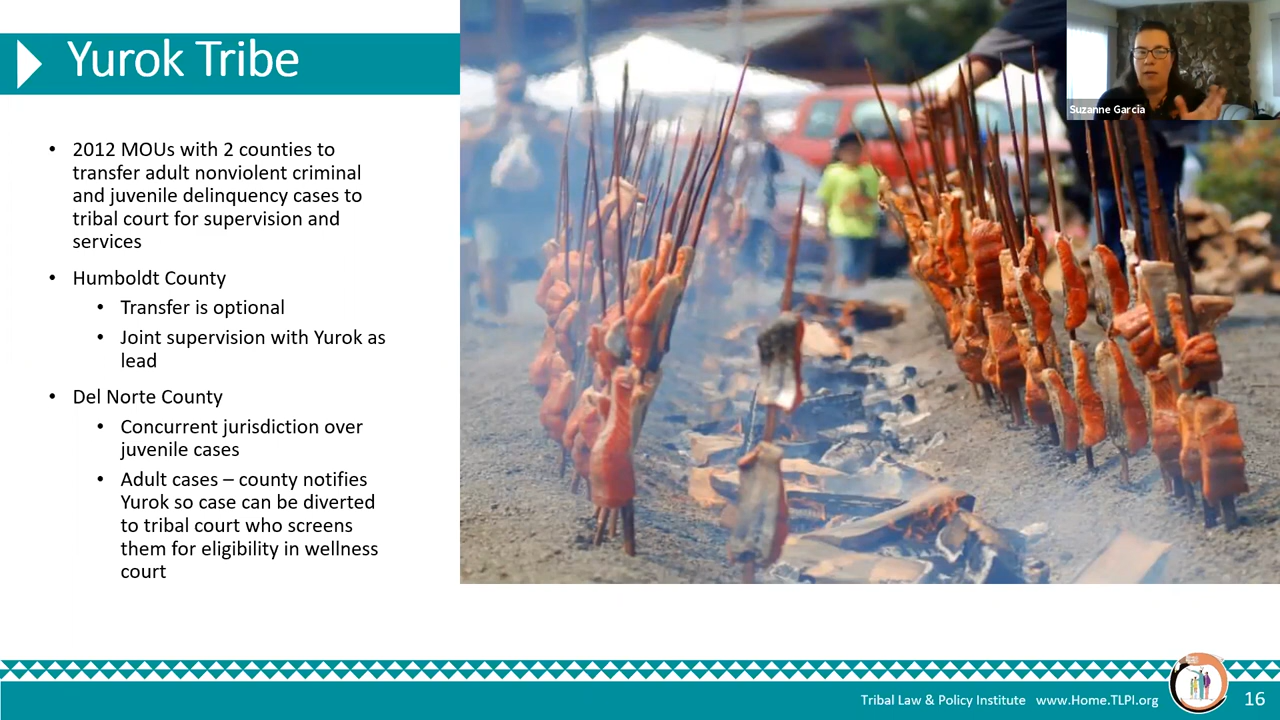 Yurok Tribe
• 2012 MOUs with 2 counties to
transfer adult nonviolent criminal
and juvenile delinquency cases to
tribal court for supervision and
services
• Humboldt County
• Transfer is optional
• Joint supervision with Yurok as
lead
• Del Norte County
• Concurrent jurisdiction over
juvenile cases
• Adult cases – county notifies
Yurok so case can be diverted
to tribal court who screens
them for eligibility in wellness
court
Suzanne Garcia
Tribal Law & Policy Institute www.Home.TLPI.org
16